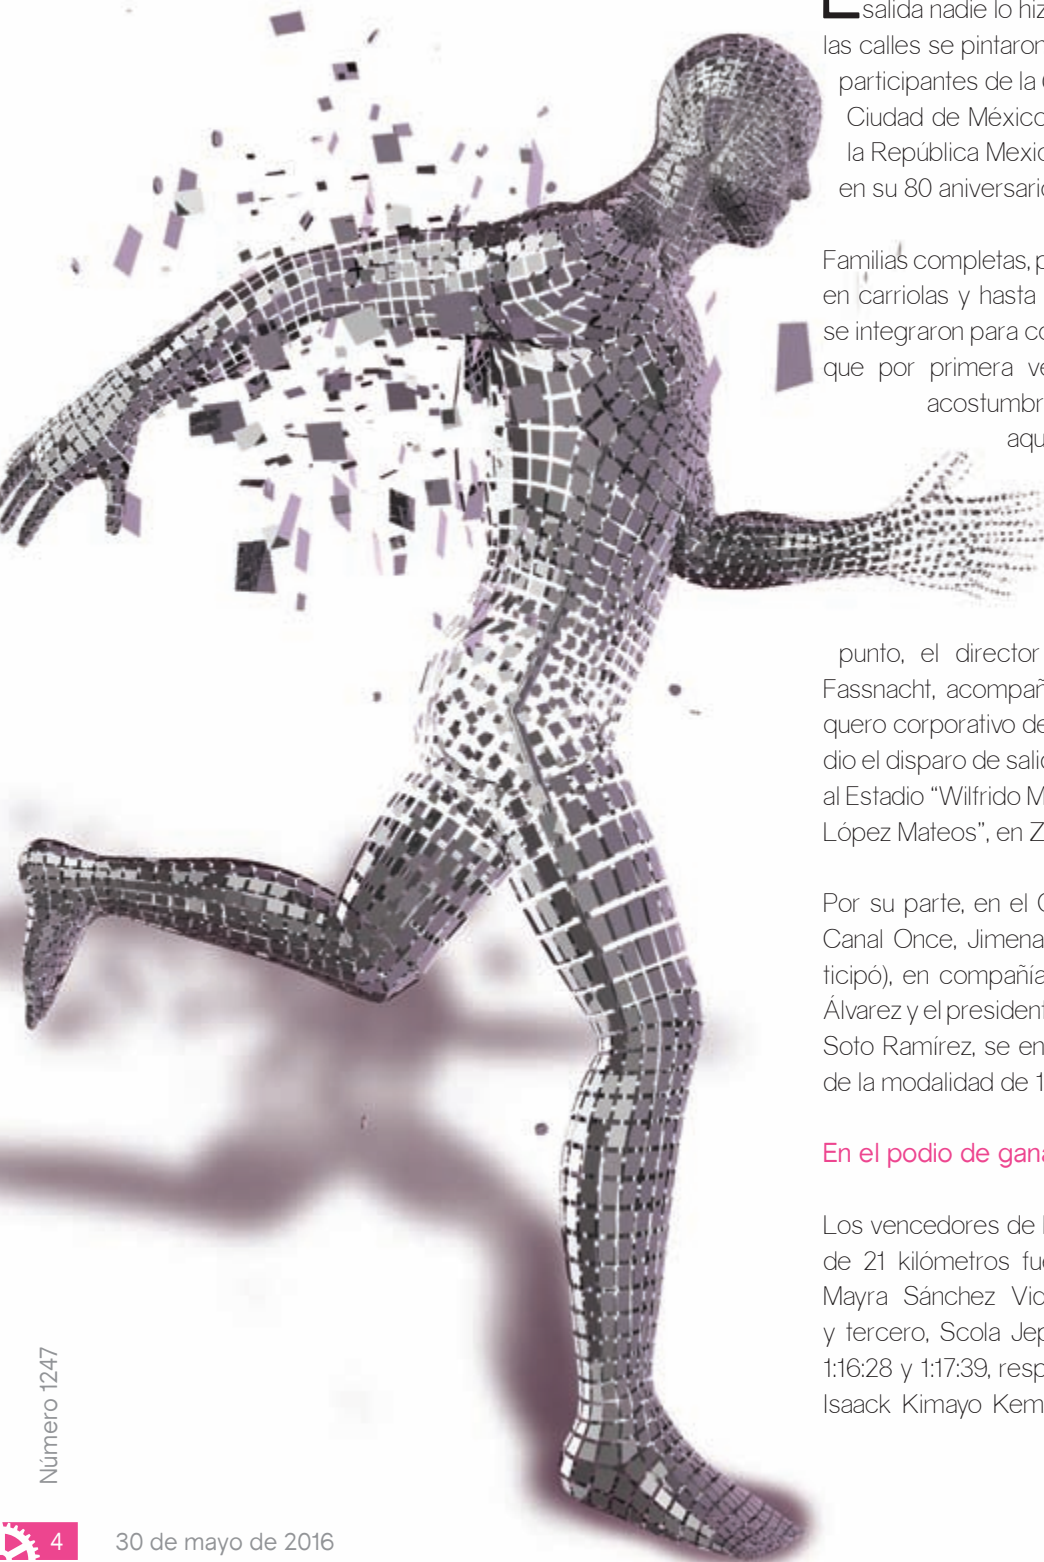 salida nadie lo hiz
las calles se pintaron
participantes de la
Ciudad de México
la República Mexic
en su 80 aniversario
Familias completas, p
en carriolas y hasta
se integraron para co
que por primera ve
acostumbr
aqu
punto, el director
Fassnacht, acompañ
quero corporativo de
dio el disparo de salid
al Estadio “Wilfrido M
López Mateos”, en Z
Por su parte, en el
Canal Once, Jimena
ticipó), en compañía
Álvarez y el president
Soto Ramírez, se en
de la modalidad de 1
En el podio de gana
Los vencedores de l
de 21 kilómetros fue
Mayra Sánchez Vid
y tercero, Scola Jep
1:16:28 y 1:17:39, resp
Isaack Kimayo Kem
Número 1247
4 30 de mayo de 2016